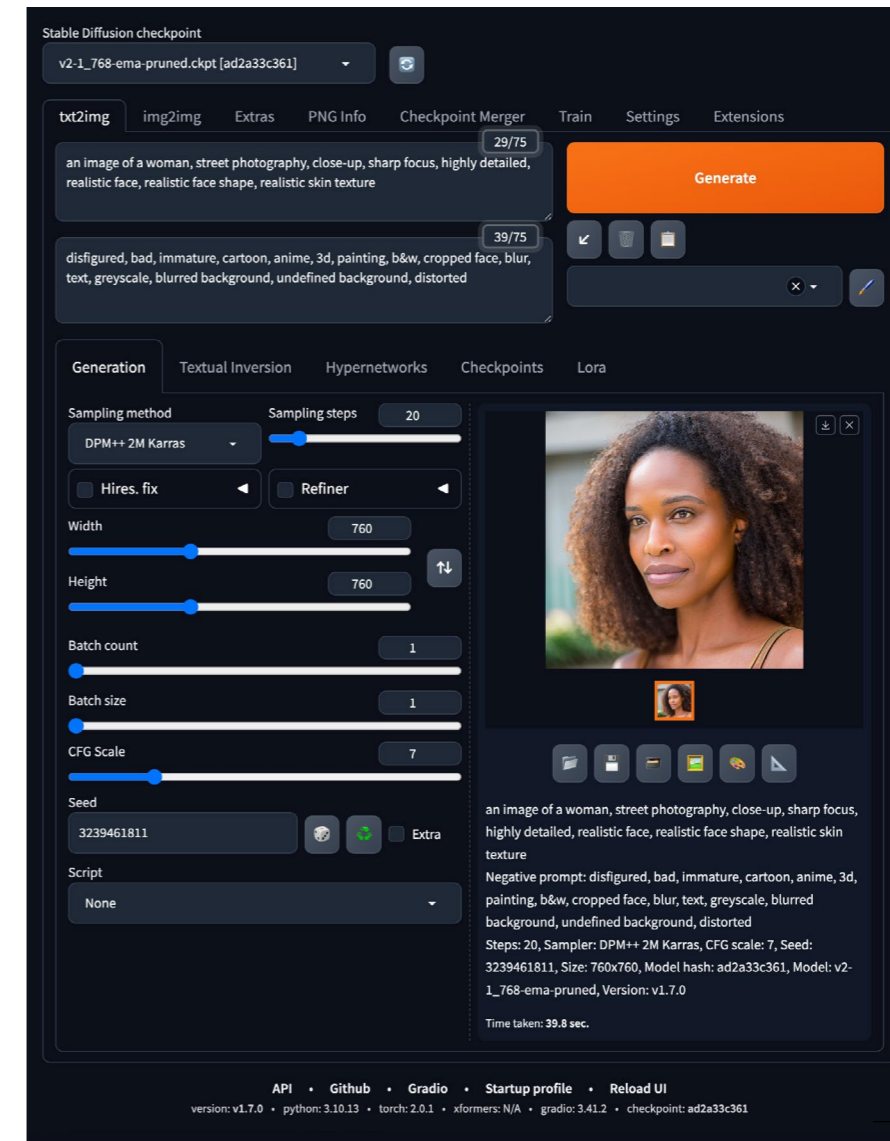 Stable Diffusion checkpoint
v2-1_768-ema-pruned.ckpt [ad2a33c361]
txt2img img2img Extras PNG Info Checkpoint Merger Train Settings Extensions
29/75
an image of a woman, street photography, close-up, sharp focus, highly detailed,
realistic face, realistic face shape, realistic skin texture
Generate
39/75
disfigured, bad, immature, cartoon, anime, 3d, painting, b&w, cropped face, blur,
text, greyscale, blurred background, undefined background, distorted
Generation Textual Inversion Hypernetworks Checkpoints Lora
Sampling method
DPM++ 2M Karras
Sampling steps 20
Hires. fix
Refiner
Width 760
Height 760
Batch count 1
Batch size 1
CFG Scale 7
Seed
3239461811
Extra
Script
None
an image of a woman, street photography, close-up, sharp focus,
highly detailed, realistic face, realistic face shape, realistic skin
texture
Negative prompt: disfigured, bad, immature, cartoon, anime, 3d,
painting, b&w, cropped face, blur, text, greyscale, blurred
background, undefined background, distorted
Steps: 20, Sampler: DPM++ 2M Karras, CFG scale: 7, Seed:
3239461811, Size: 760x760, Model hash: ad2a33c361, Model: v2-
1_768-ema-pruned, Version: v1.7.0
Time taken: 39.8 sec.
API • Github • Gradio • Startup profile • Reload UI
version: v1.7.0 • python: 3.10.13 • torch: 2.0.1 • xformers: N/A • gradio: 3.41.2 • checkpoint: ad2a33c361